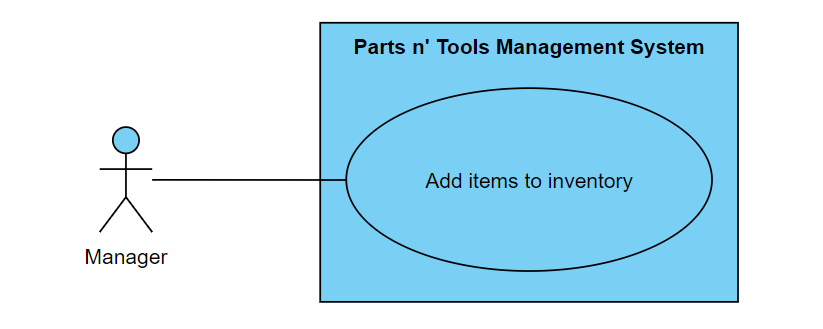 Parts n' Tools Management System
Add items to inventory
Manager